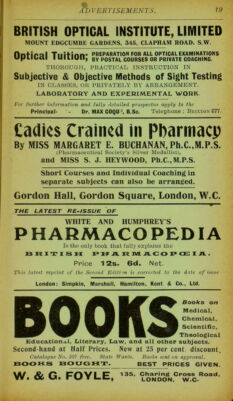 ADVERTISEMENTS. 19
BRITISH OPTICAL INSTITUTE, LIMITED
MOUNT EDGCUMBE GARDENS, 345, CLAPHAM ROAD, S.W.
Optical Tuition, PREPARATION FOR ALL OPTICAL EXAMINATIONS
BY POSTAL COURSES OR PRIVATE COACHING.
THOROUGH, PRACTICAL INSTRUCTION IN
Subjective & Objective Methods of Sight Testing
IN CLASSES, OR PRIVATELY BY ARRANGEMENT.
LABORATORY AND EXPERIMENTAL WORK.
For further information and fully detailed prospectus apply to the
Principal- Dr. MAX COQU , B.Sc. Telephone: BRIXTON 677.
Ladies Trained in Pharmacy
By MISS MARGARET E. BUCHANAN, Ph.C., M.P.S.
(Pharmaceutical Society's Silver Medallist),
and MISS S. J. HEYWOOD, Ph.C., M.P.S.
Short Courses and Individual Coaching in
separate subjects can also be arranged.
Gordon Hall, Gordon Square, London, W.C.
THE LATEST RE-ISSUE OF
WHITE AND HUMPHREY'S
PHARMACOPEDIA
Is the only book that fully explains the
BRITISH PHARMACOPŒIA.
Price 12s. 6d. Net.
This latest reprint of the Second Edition is corrected to the date of issue
London: Simpkin, Marshall, Hamilton, Kent & Co., Ltd.
BOOKS
Books on
Medical,
Chemical,
Scientific,
Theological
Educational, Literary, Law, and all other subjects.
Second-hand at Half Prices. New at 25 per cent discount.
Catalogue No. free. State Wants. Books sent on approval.
BOOKS BOUGHT. BEST PRICES GIVEN.
W. & G. FOYLE, 135, Charing Cross Road,
LONDON, W.C.